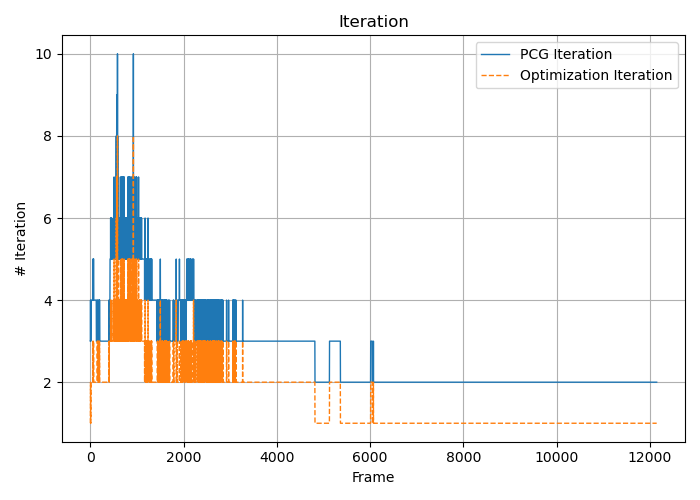 Iteration
PCG Iteration
Optimization Iteration
# Iteration
10
8
6
4
2
0 2000 4000 6000 8000 10000 12000
Frame